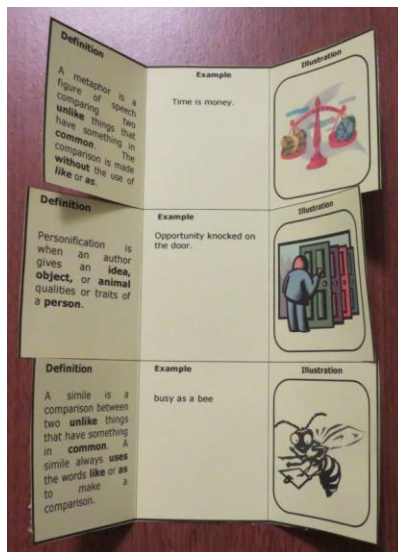 Definition
A metaphor is a
figure of speech
comparing two
unlike things that
have something in
common. The
comparison is made
without the use of
like or as.
Example
Time is money.
Illustration
Definition
Personification is
when an author
gives an idea,
object, or animal
qualities or traits of
a person.
Example
Opportunity knocked on
the door.
Illustration
Definition
A simile is a
comparison between
two unlike things
that have something
in common. A
simile always uses
the words like or as
to make a
comparison.
Example
busy as a bee
Illustration